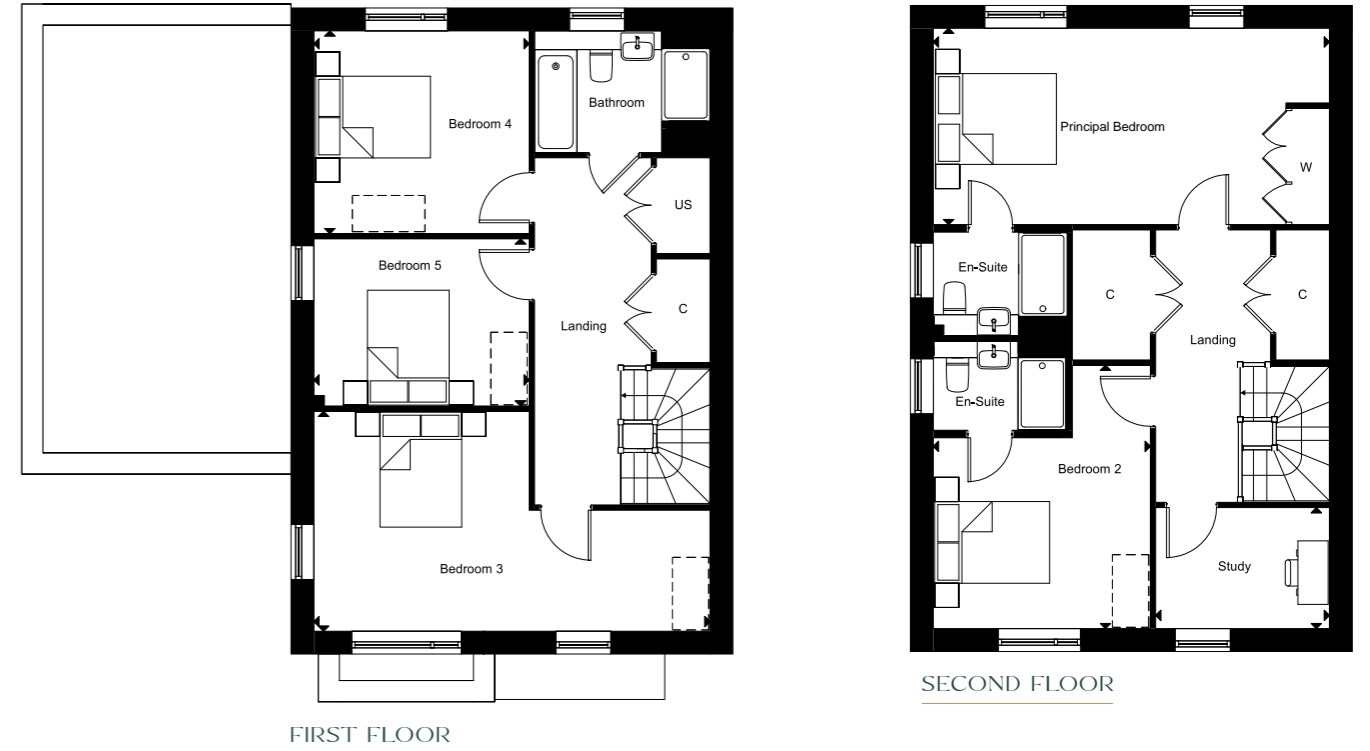 Bedroom 4
Bathroom
US
Bedroom 5
C
Landing
Bedroom 3
FIRST FLOOR
Principal Bedroom
W
En-Suite
C
C
Landing
En-Suite
Bedroom 2
Study
SECOND FLOOR